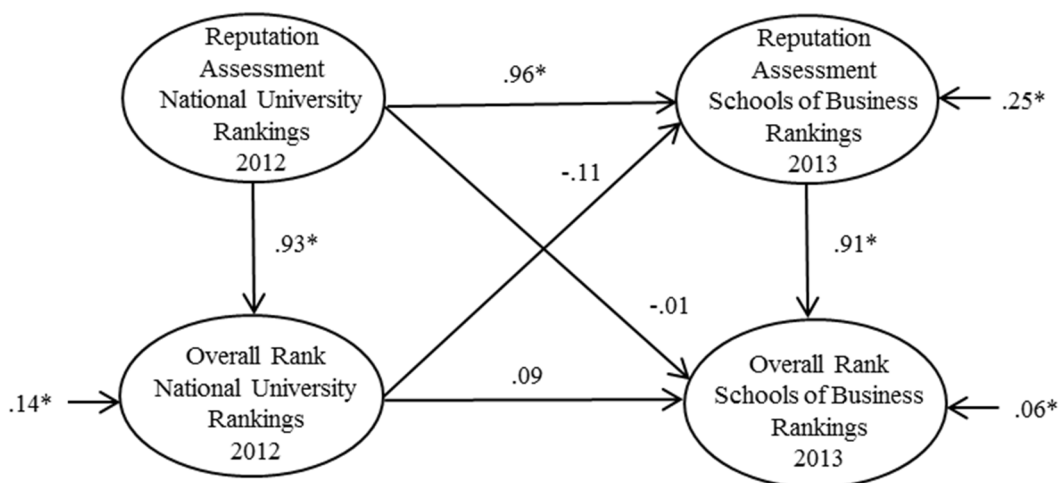 Reputation
Assessment
National University
Rankings
2012
.96*
Reputation
Assessment
Schools of Business
Rankings
2013
.25*
-.11
.93*
.91*
-.01
Overall Rank
National University
Rankings
2012
.14*
.09
Overall Rank
Schools of Business
Rankings
2013
.06*